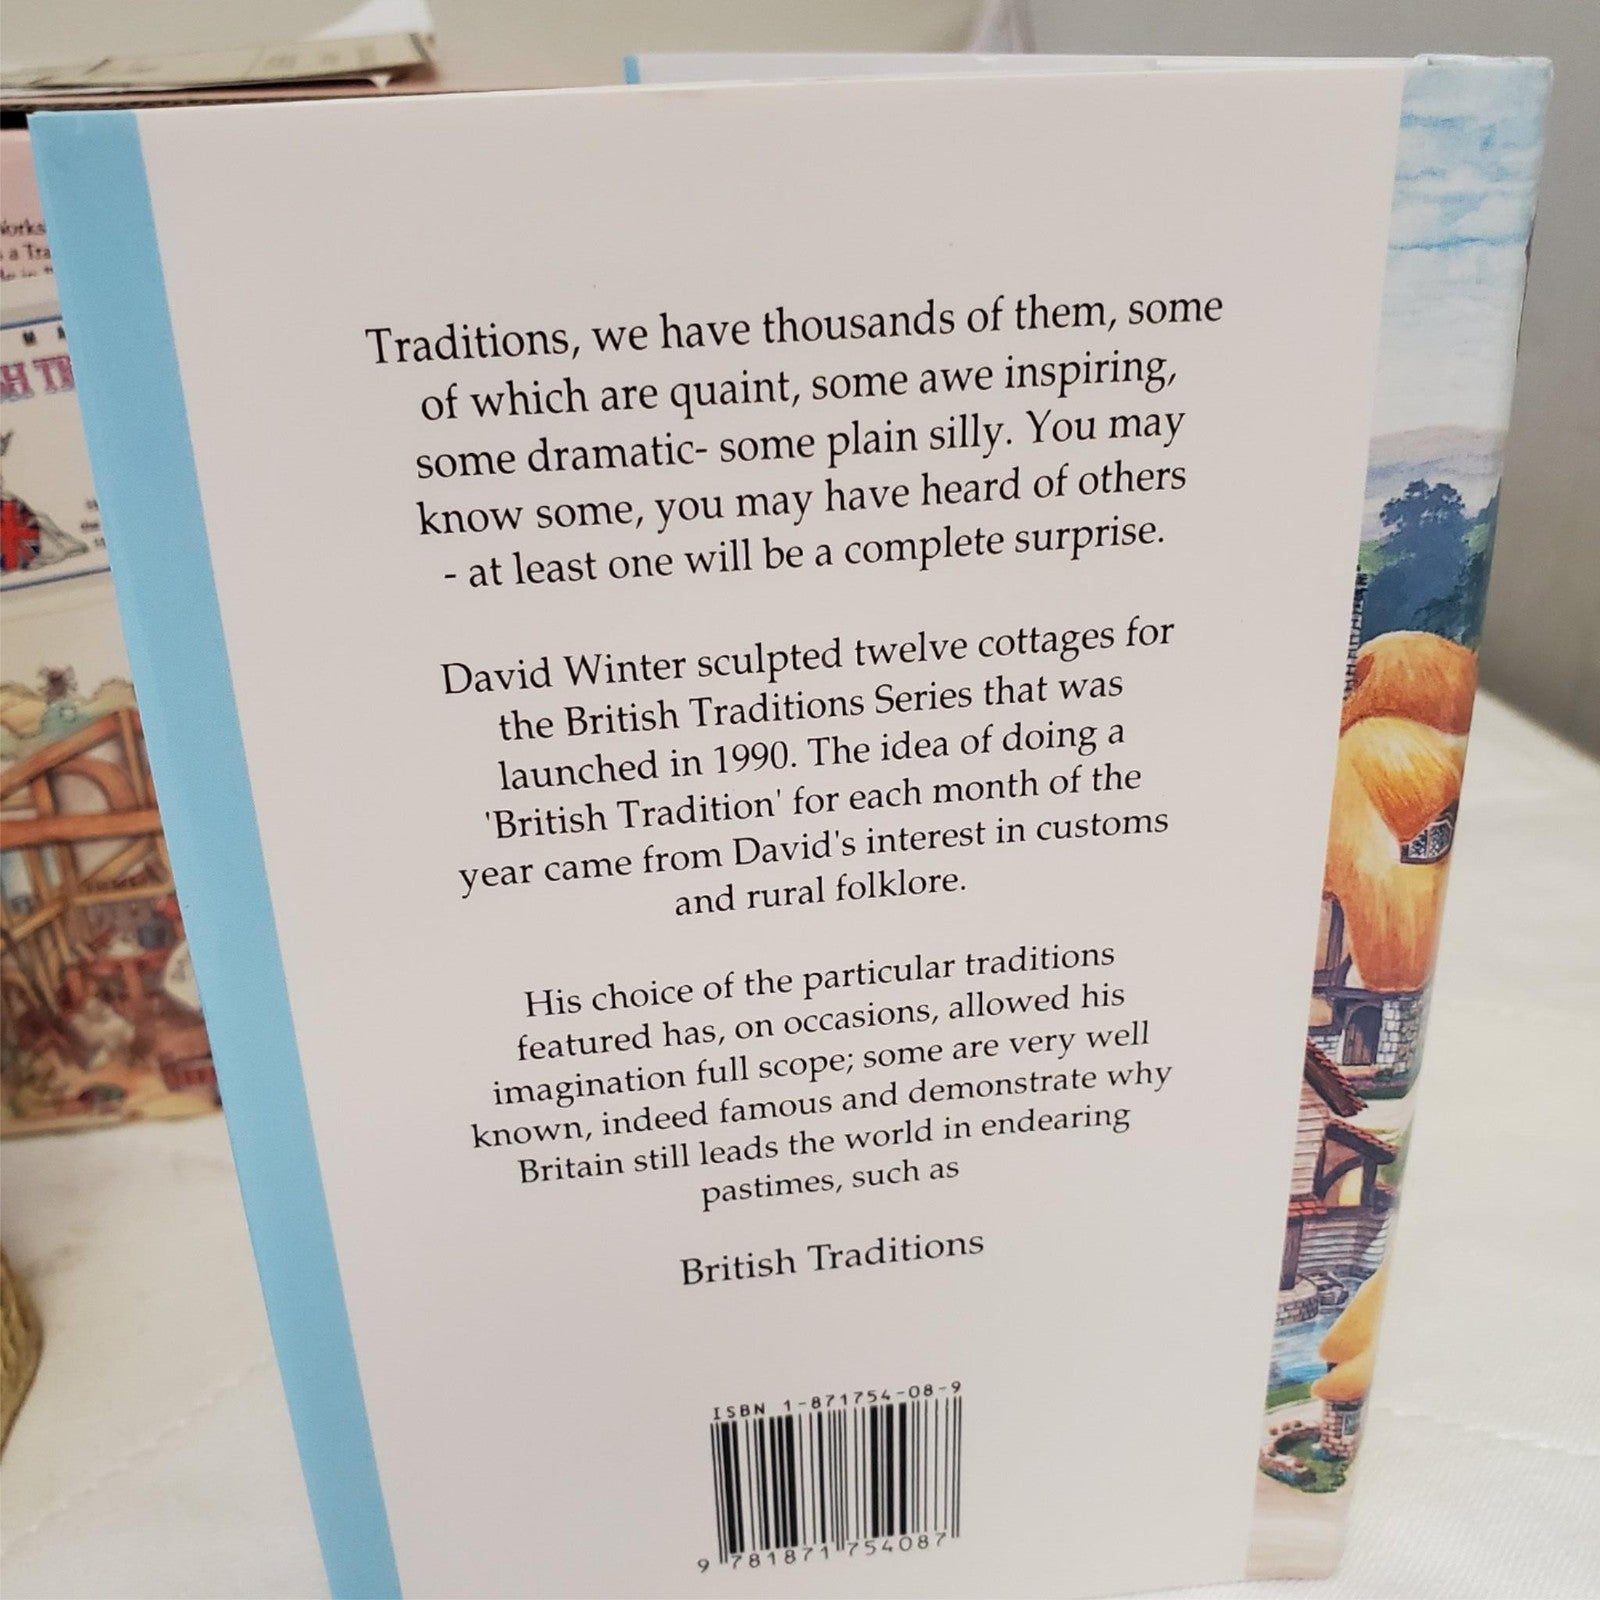 Traditions, we have thousands of them, some
of which are quaint, some awe inspiring,
some dramatic- some plain silly. You may
know some, you may have heard of others
- at least one will be a complete surprise.
David Winter sculpted twelve cottages for
the British Traditions Series that was
launched in 1990. The idea of doing a
'British Tradition' for each month of the
year came from David's interest in customs
and rural folklore.
His choice of the particular traditions
featured has, on occasions, allowed his
imagination full scope; some are very well
known, indeed famous and demonstrate why
Britain still leads the world in endearing
pastimes, such as
British Traditions
ISBN 1-871754-08-9
9 781871 754087